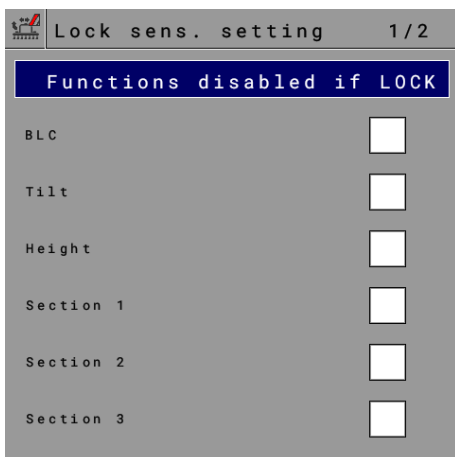 Lock sens. setting 1/2
Functions disabled if LOCK
BLC
Tilt
Height
Section 1
Section 2
Section 3